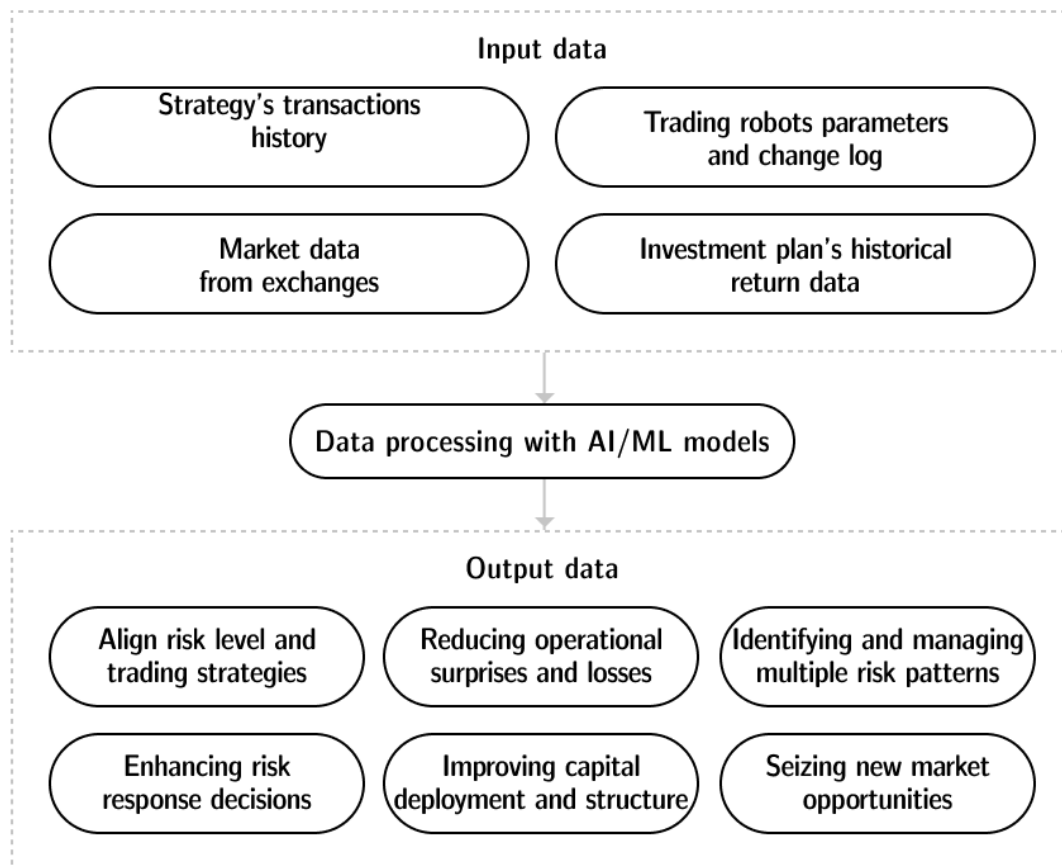 Input data
Strategy's transactions
history
Trading robots parameters
and change log
Market data
from exchanges
Investment plan's historical
return data
Data processing with AI/ML models
Output data
Align risk level and
trading strategies
Reducing operational
surprises and losses
Identifying and managing
multiple risk patterns
Enhancing risk
response decisions
Improving capital
deployment and structure
Seizing new market
opportunities